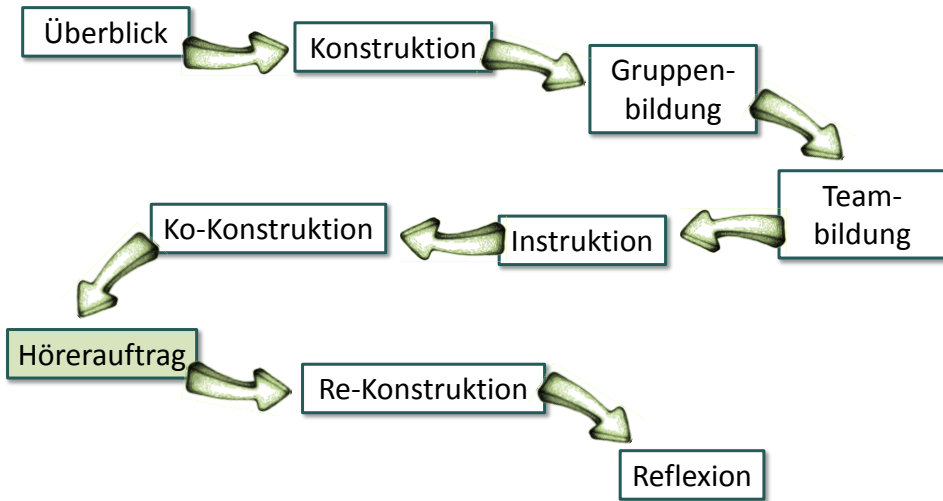 Überblick
Konstruktion
Gruppen-
bildung
Team-
bildung
Instruktion
Ko-Konstruktion
Hörerauftrag
Re-Konstruktion
Reflexion